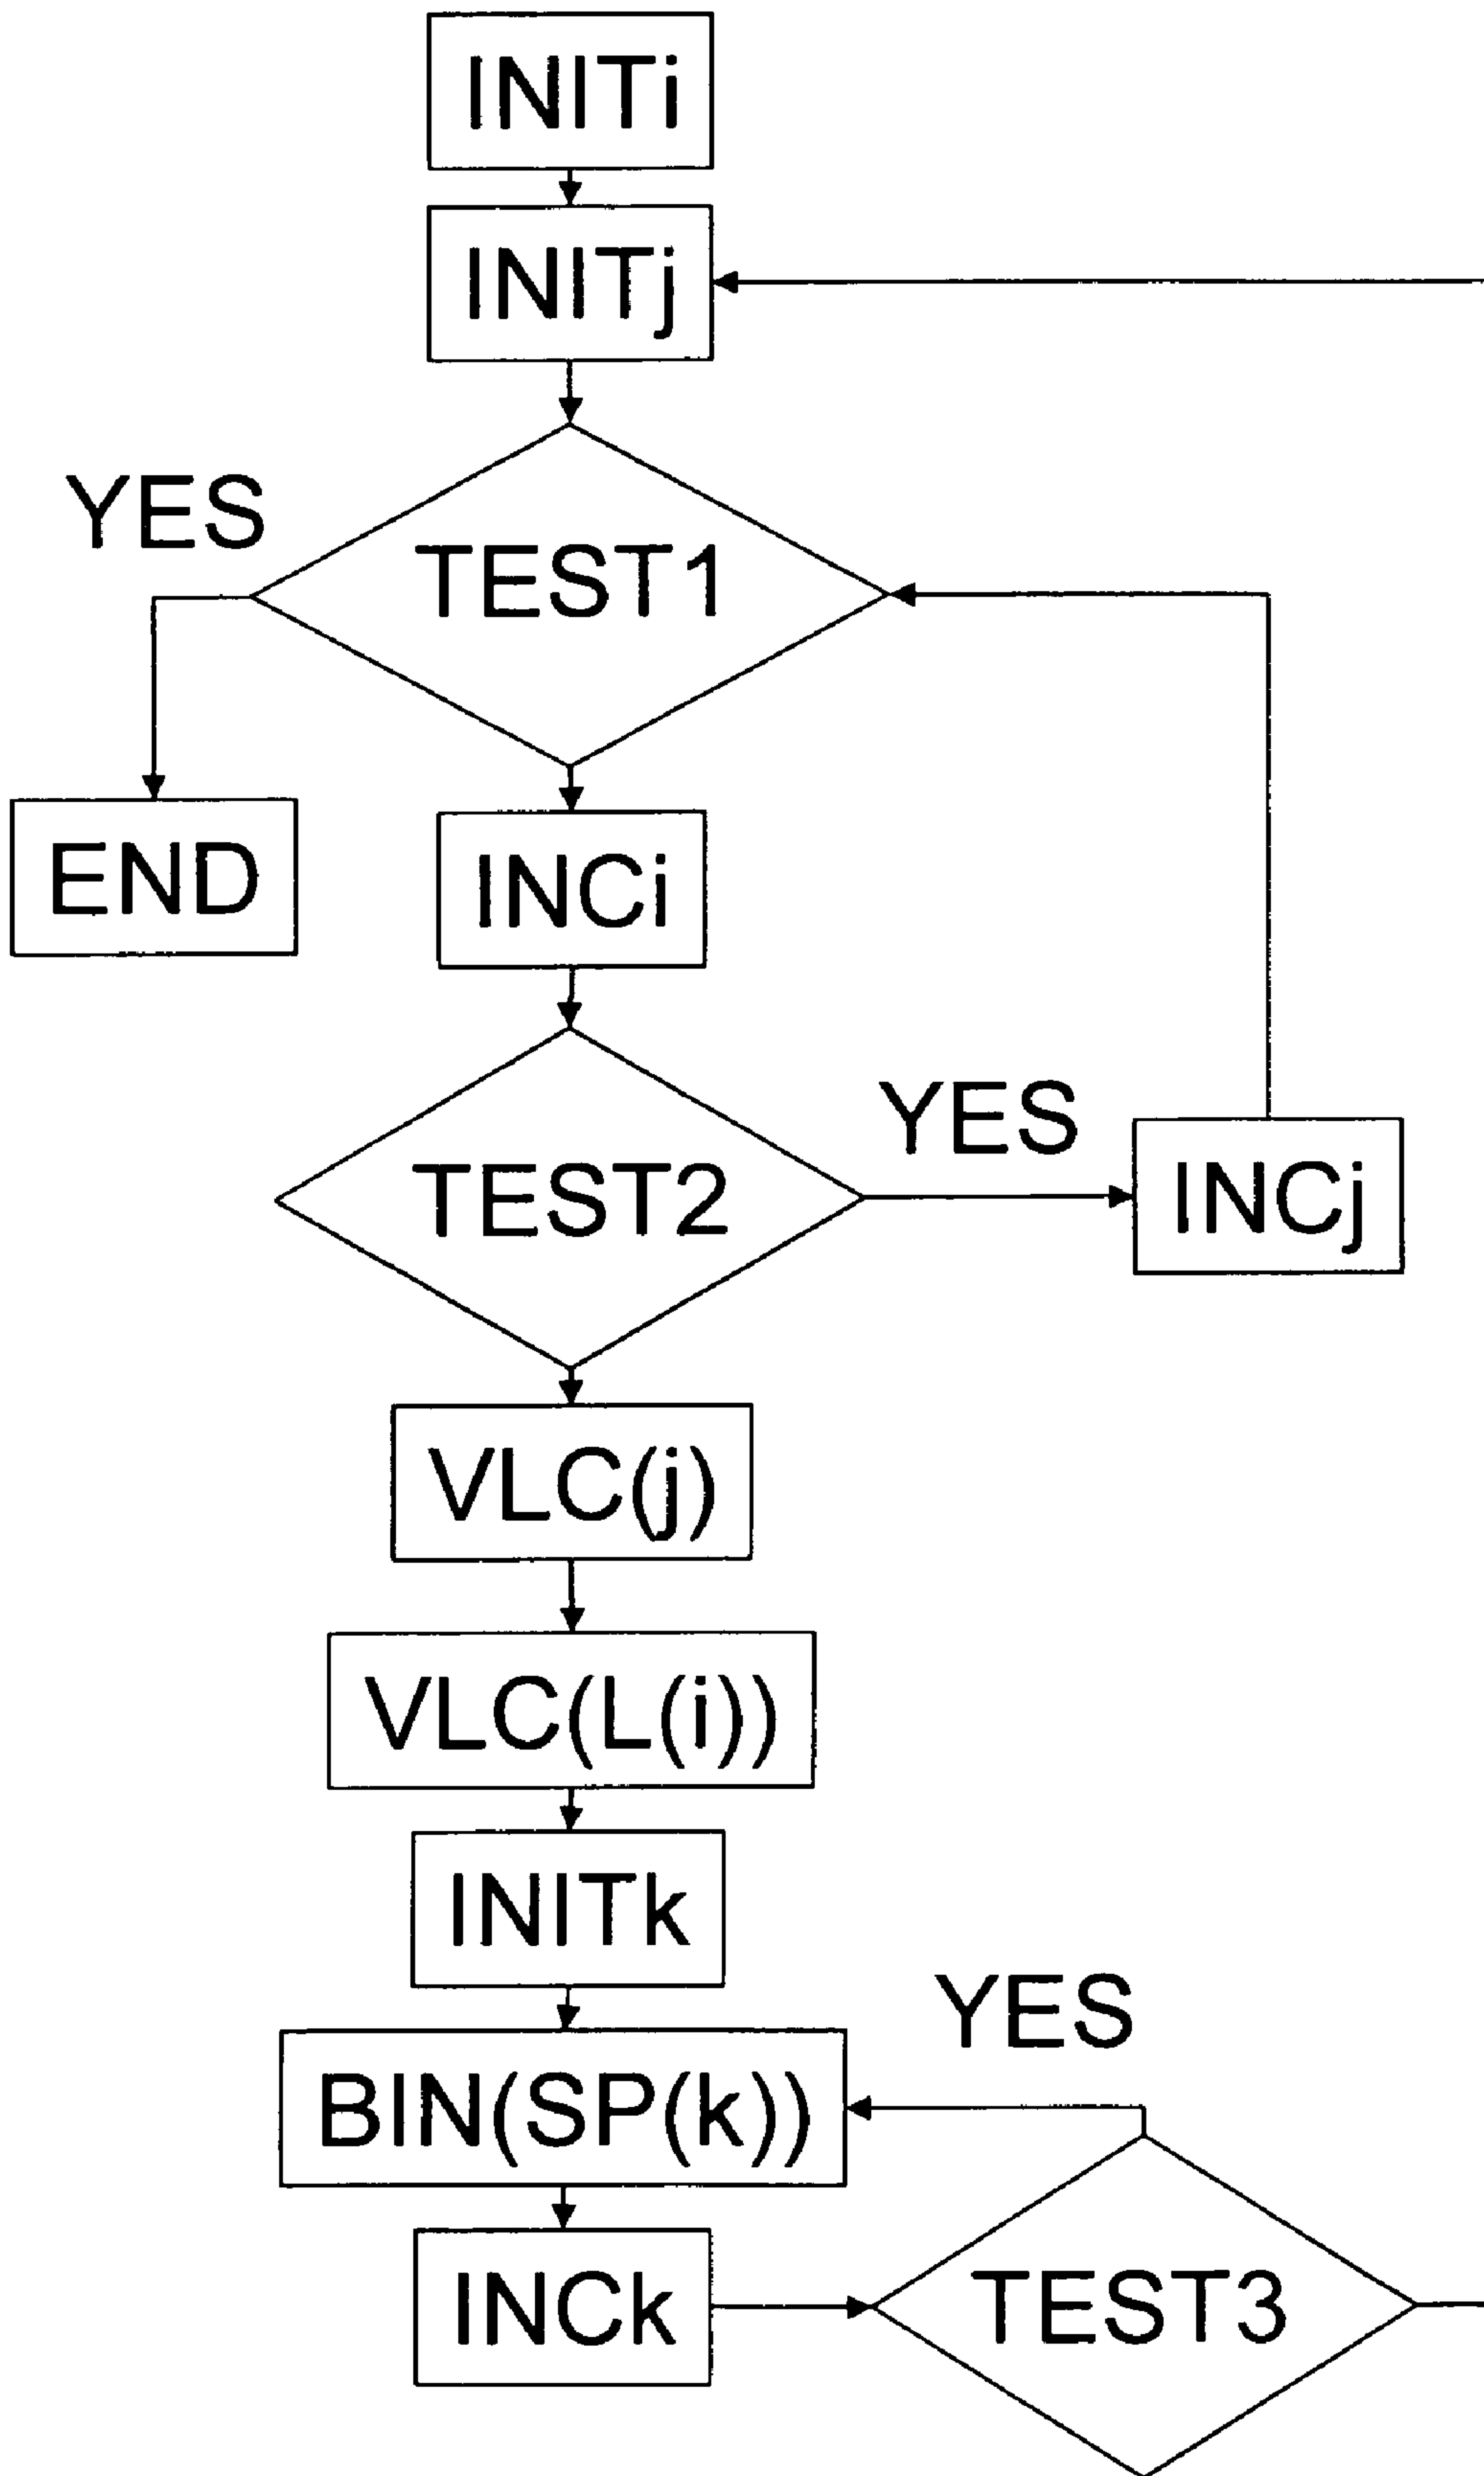 INITi
INITj
YES
TEST1
END
INCi
YES
TEST2
INCj
VLC(j)
VLC(L(i))
INITk
YES
BIN(SP(k))
INCk
TEST3